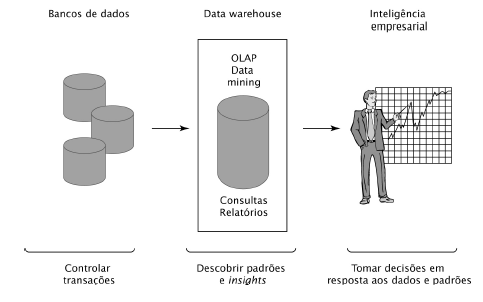 Bancos de dados
Data warehouse
Inteligência
empresarial
OLAP
Data
mining
Consultas
Relatórios
Controlar
transações
Descobrir padrões
e insights
Tomar decisões em
resposta aos dados e padrões